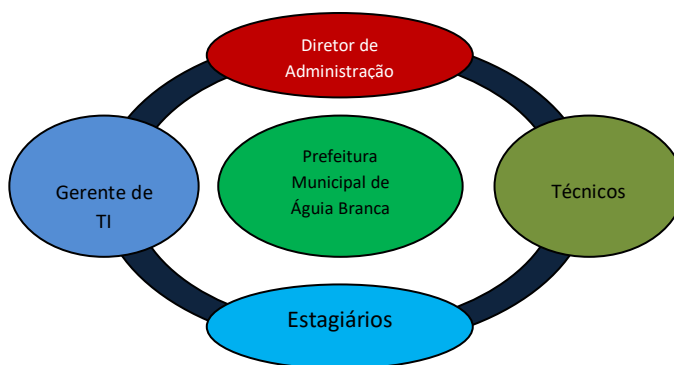 Diretor de
Administração
Prefeitura
Municipal de
Águia Branca
Gerente de
TI
Técnicos
Estagiários